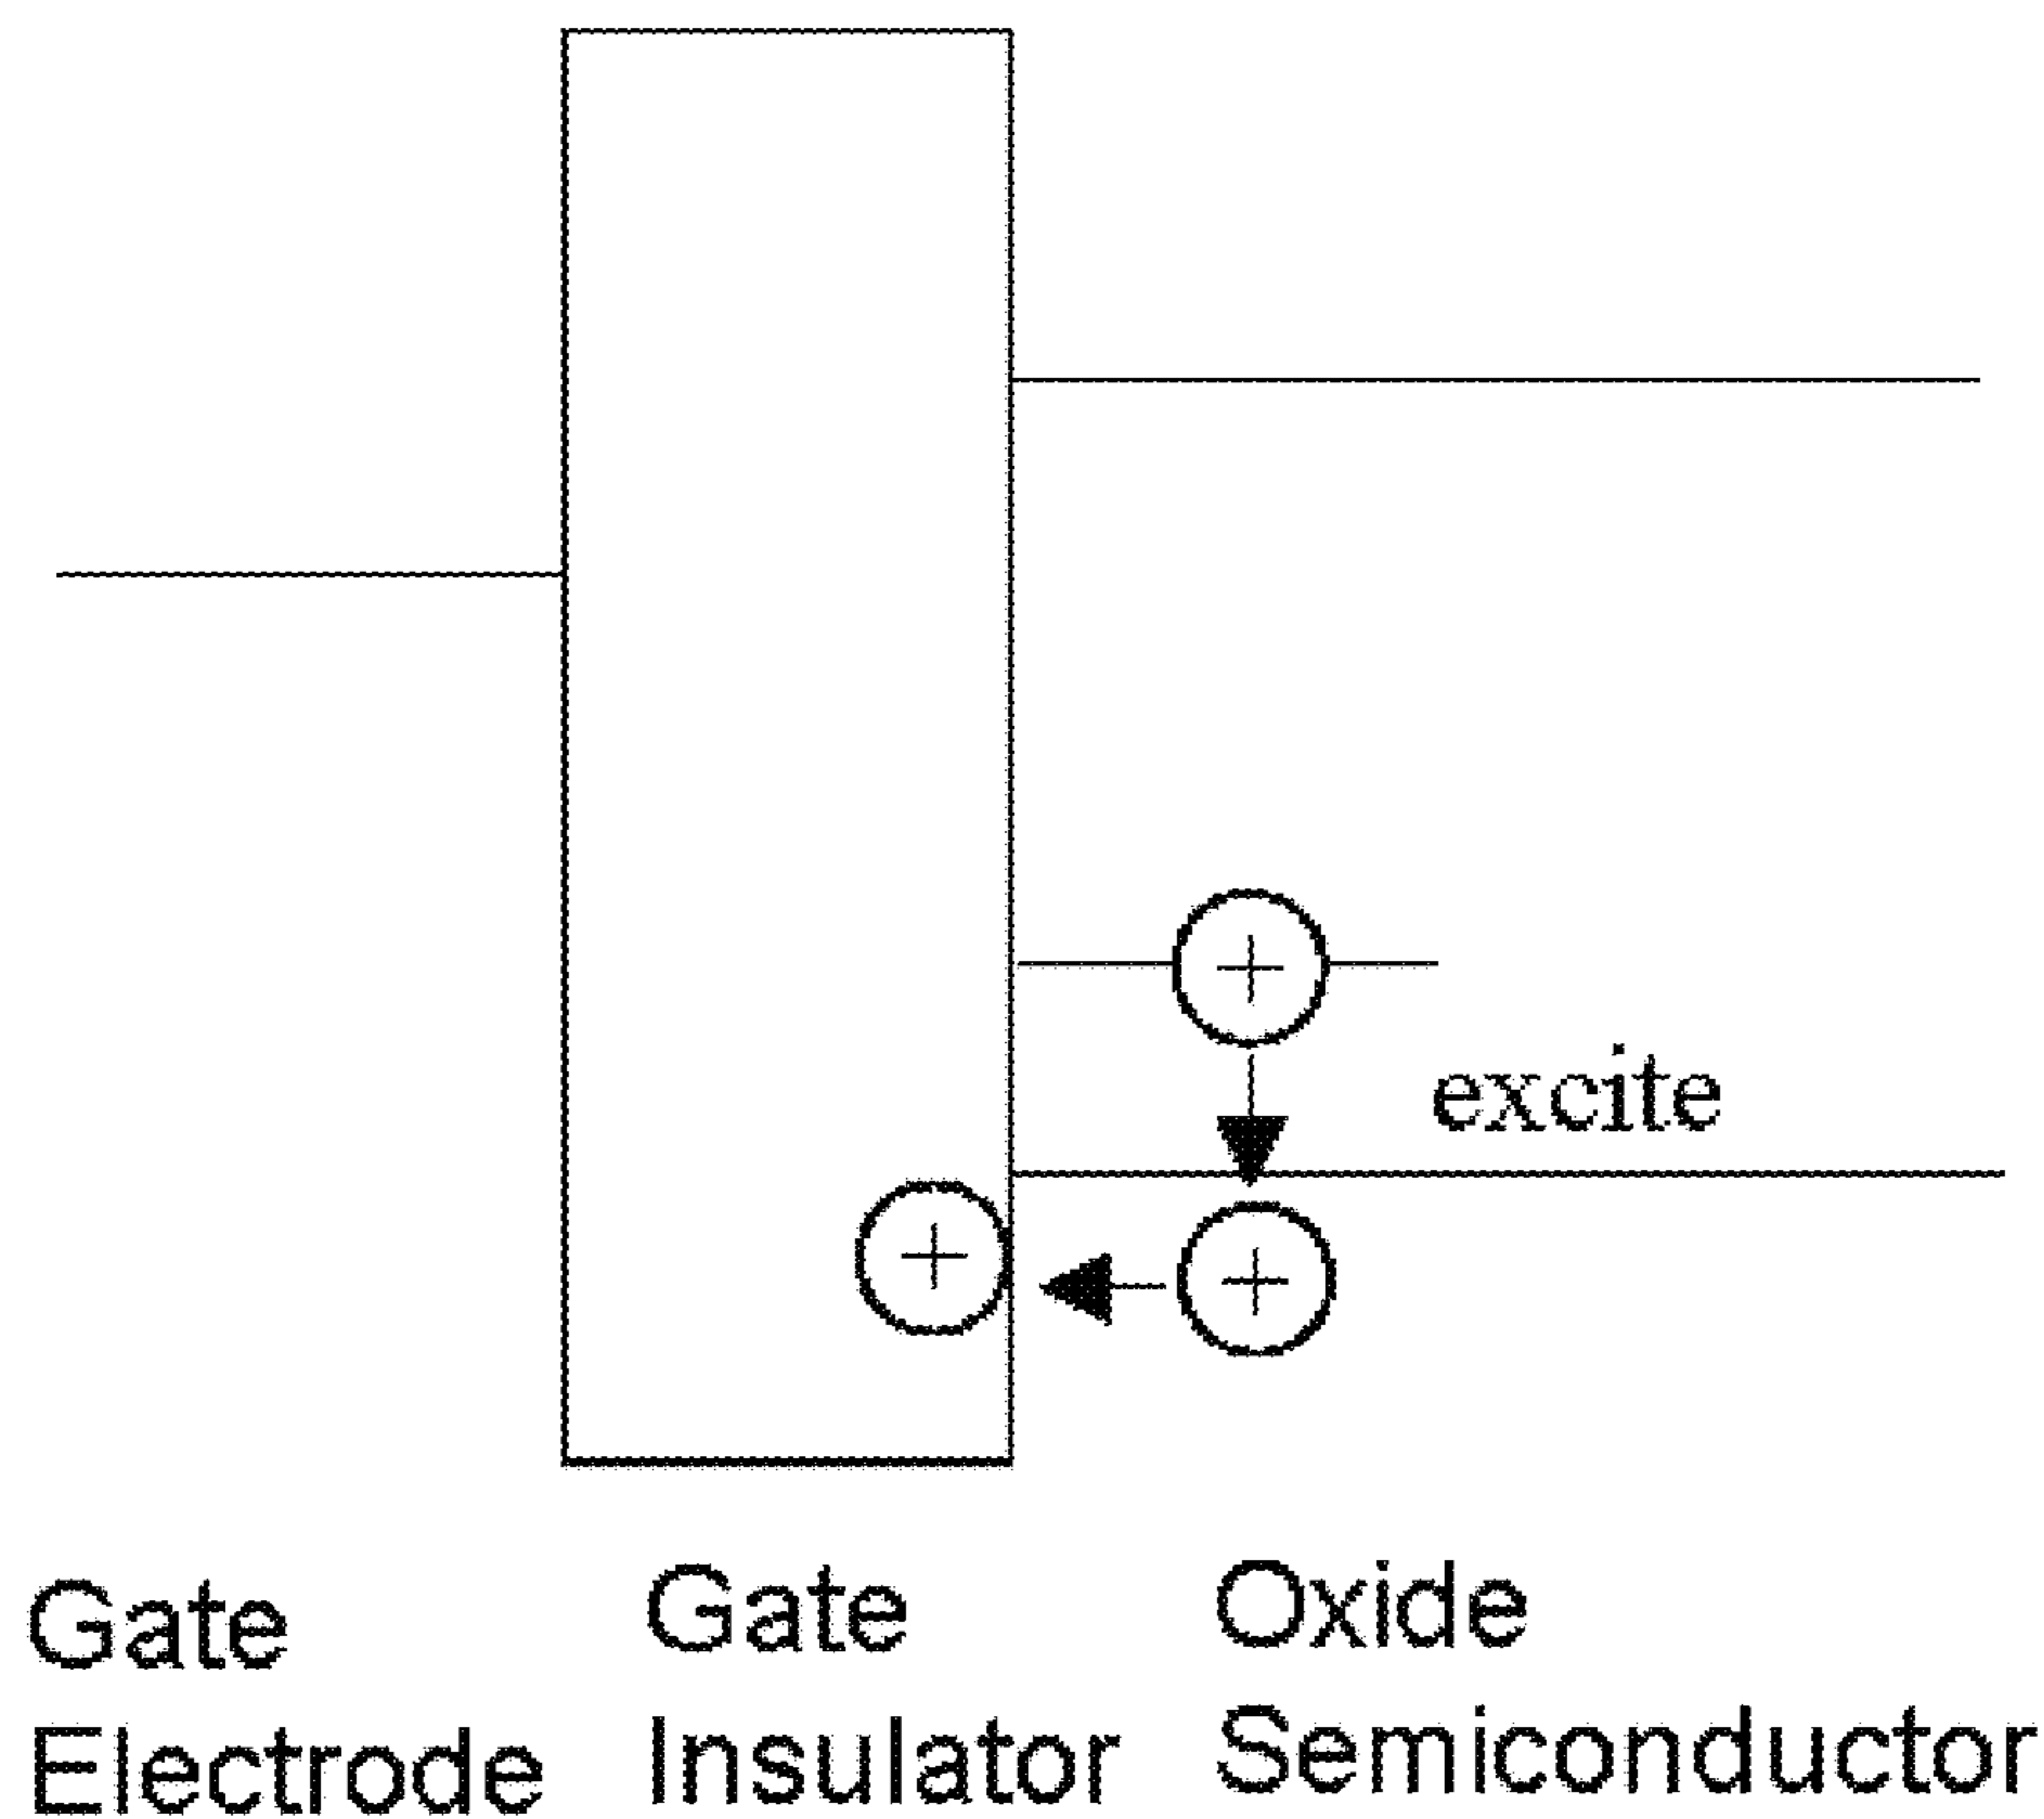 excite
Gate
Electrode
Gate
Insulator
Oxide
Semiconductor